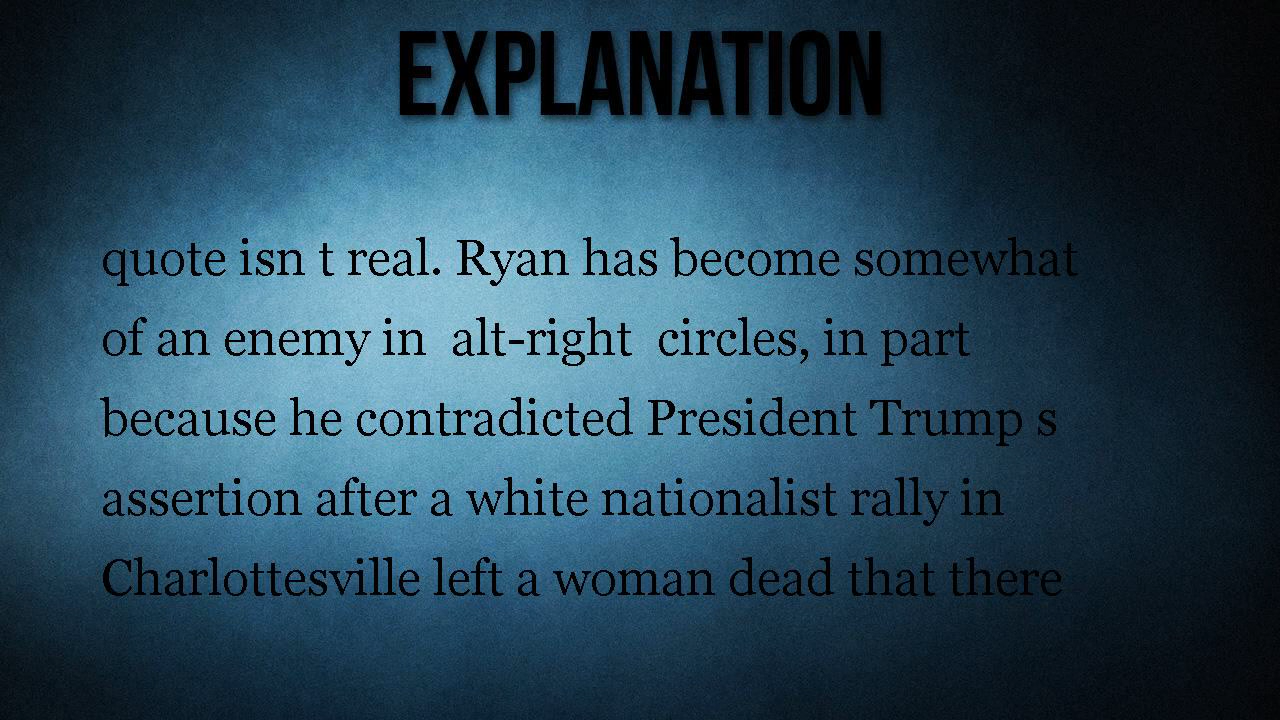 EXPLANATION
quote isn t real. Ryan has become somewhat
of an enemy in alt-right circles, in part
because he contradicted President Trump s
assertion after a white nationalist rally in
Charlottesville left a woman dead that there